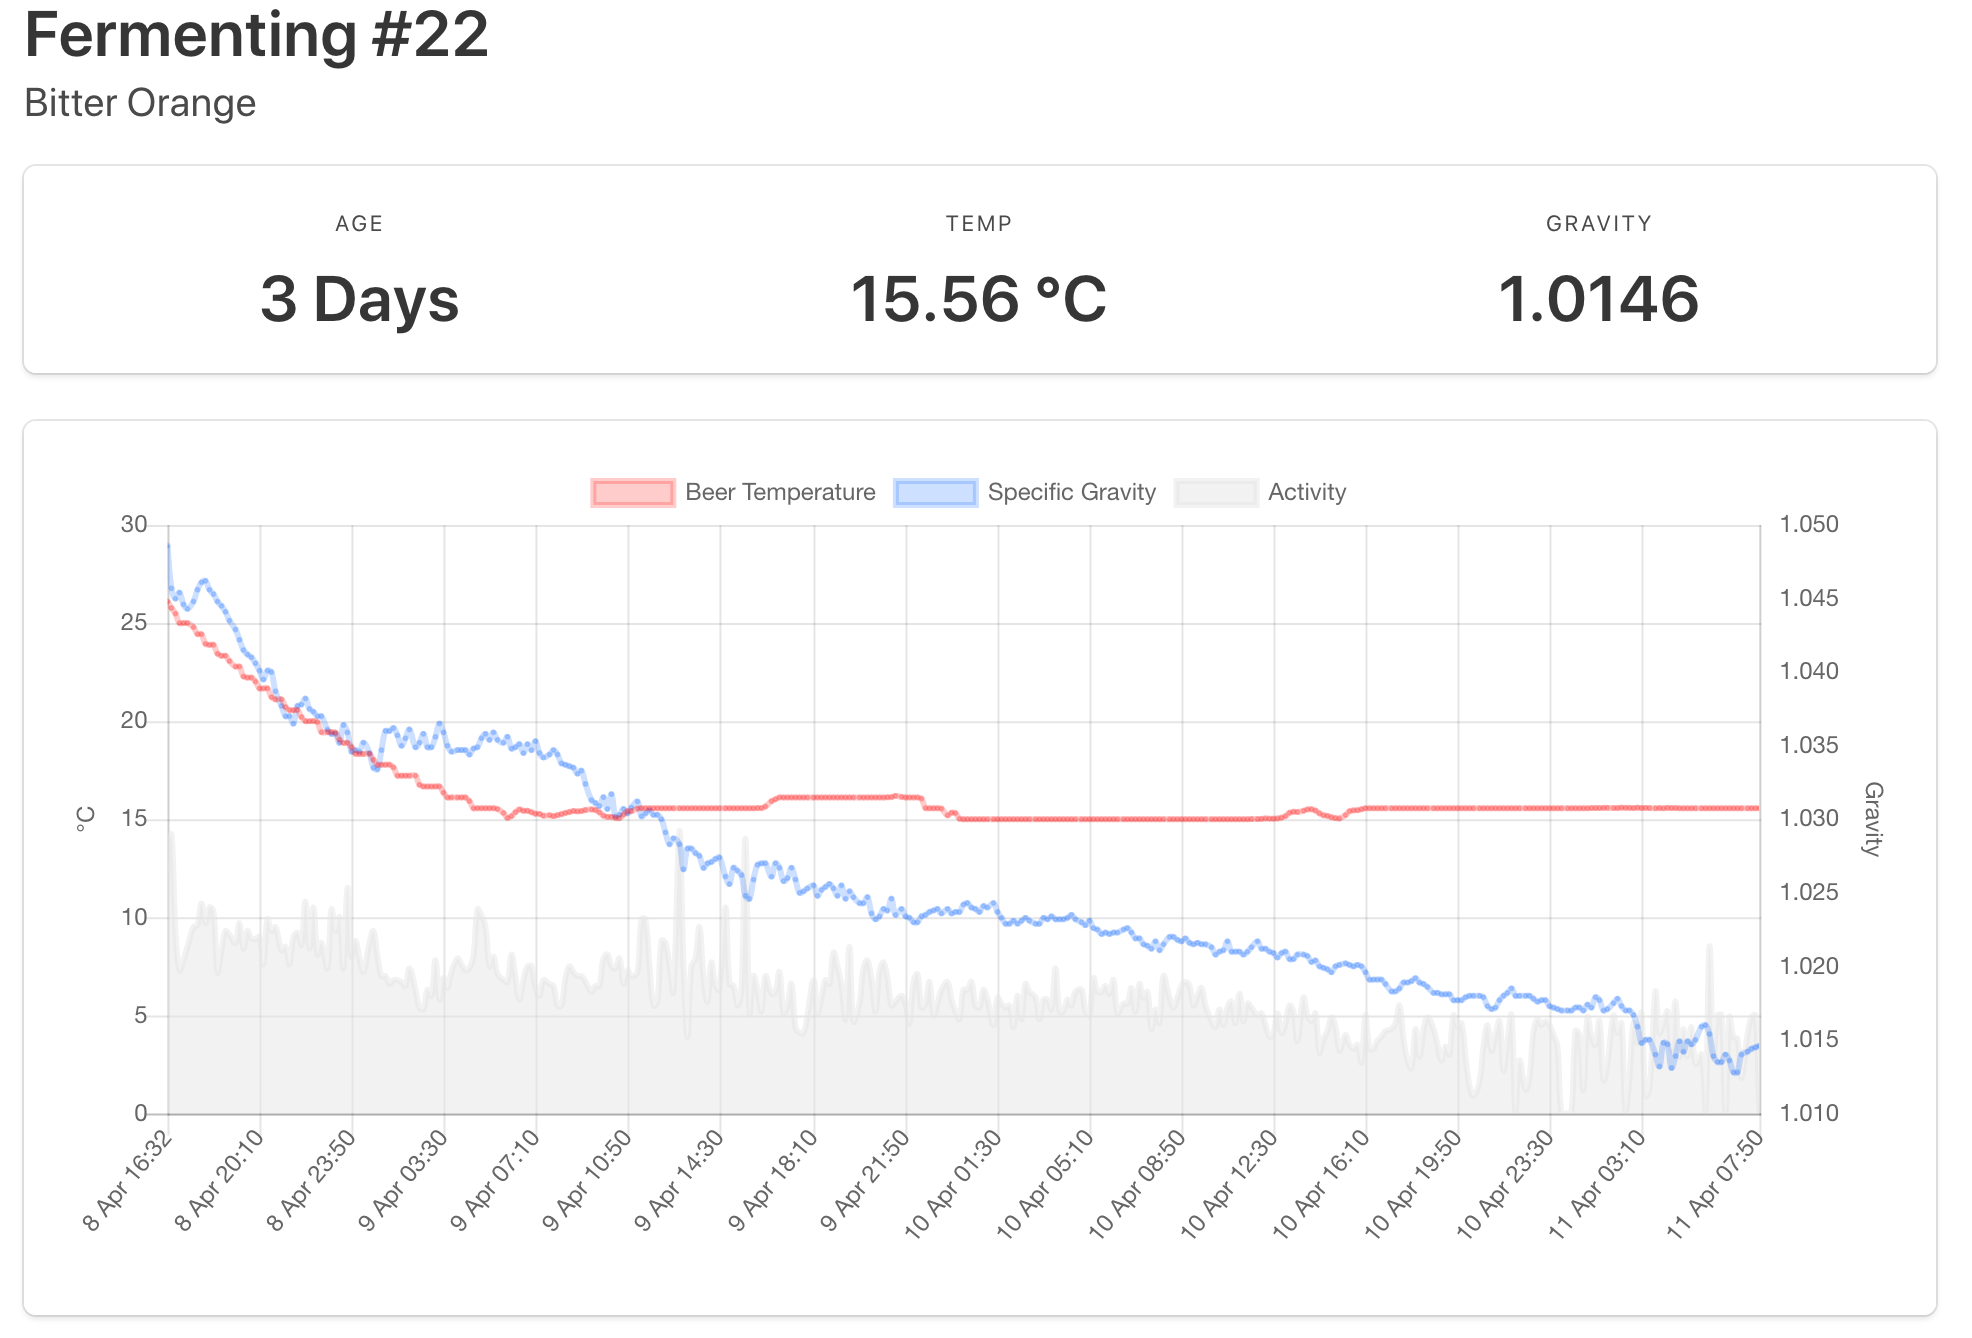 Fermenting #22
Bitter Orange
AGE TEMP GRAVITY
3 Days 15.56 °C 1.0146
Beer Temperature Specific Gravity Activity
30 1.050
1.045
25
1.040
20
1.035
°C
15 1.030
Gravity
1.025
10
1.020
5
1.015
0 1.010
8 Apr 16:32 8 Apr 20:10 8 Apr 23:50 9 Apr 03:30 9 Apr 07:10 9 Apr 10:50 9 Apr 14:30 9 Apr 18:10 9 Apr 21:50 10 Apr 01:30 10 Apr 05:10 10 Apr 08:50 10 Apr 12:30 10 Apr 16:10 10 Apr 19:50 10 Apr 23:30 11 Apr 03:10 11 Apr 07:50